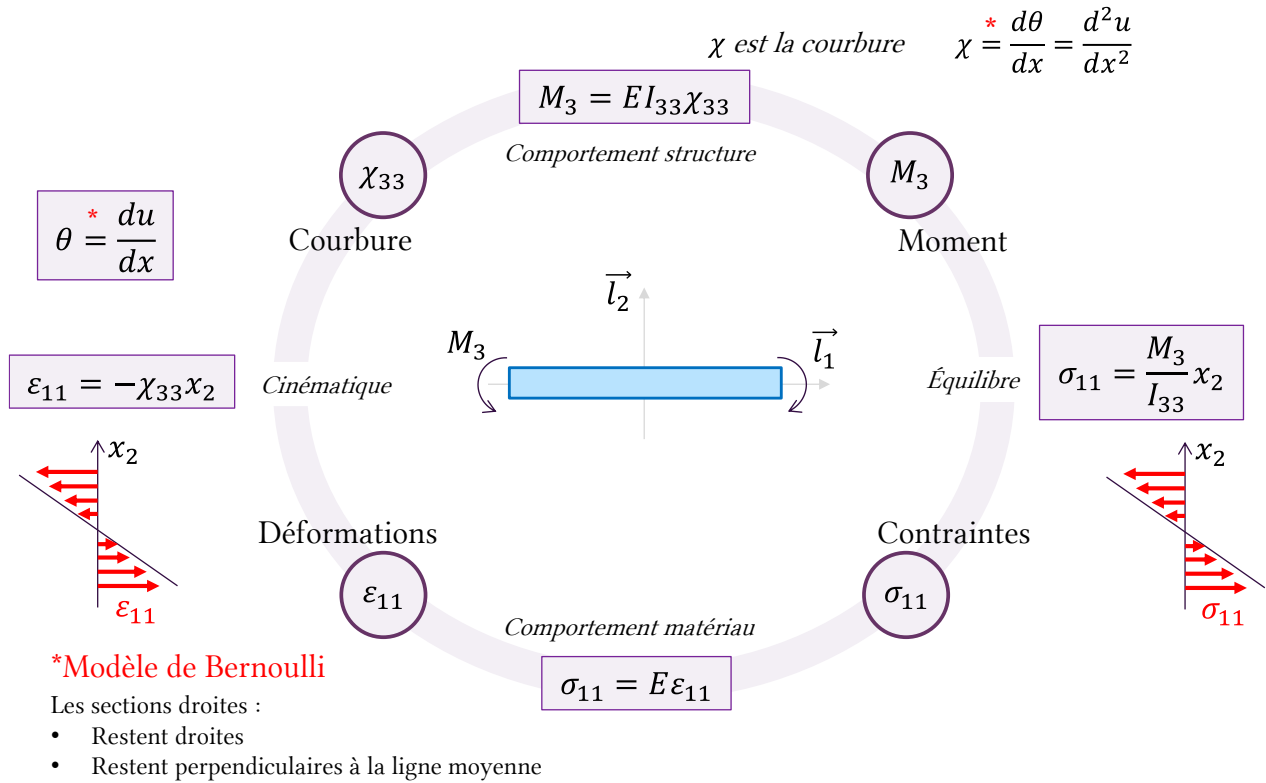 χ est la courbure χ =* dθ/dx = d²u/dx²
M₃ = EI₃₃χ₃₃
Comportement structure
χ₃₃
M₃
θ =* du/dx
Courbure
Moment
l₂→
M₃
l₁→
ε₁₁ = −χ₃₃x₂
Cinématique
Équilibre
σ₁₁ = M₃/I₃₃ x₂
x₂
x₂
Déformations
Contraintes
ε₁₁
ε₁₁
σ₁₁
σ₁₁
Comportement matériau
σ₁₁ = Eε₁₁
*Modèle de Bernoulli
Les sections droites :
• Restent droites
• Restent perpendiculaires à la ligne moyenne